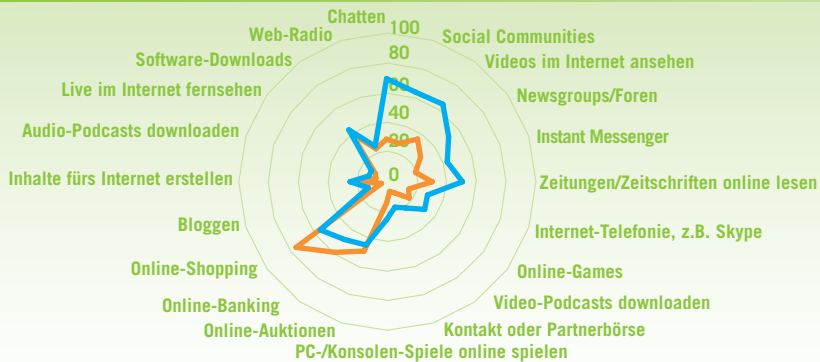 Chatten
Social Communities
Videos im Internet ansehen
Newsgroups/Foren
Instant Messenger
Zeitungen/Zeitschriften online lesen
Internet-Telefonie, z.B. Skype
Online-Games
Video-Podcasts downloaden
Kontakt oder Partnerbörse
PC-/Konsolen-Spiele online spielen
Online-Auktionen
Online-Banking
Online-Shopping
Bloggen
Inhalte fürs Internet erstellen
Audio-Podcasts downloaden
Live im Internet fernsehen
Software-Downloads
Web-Radio
100
80
60
40
20
0